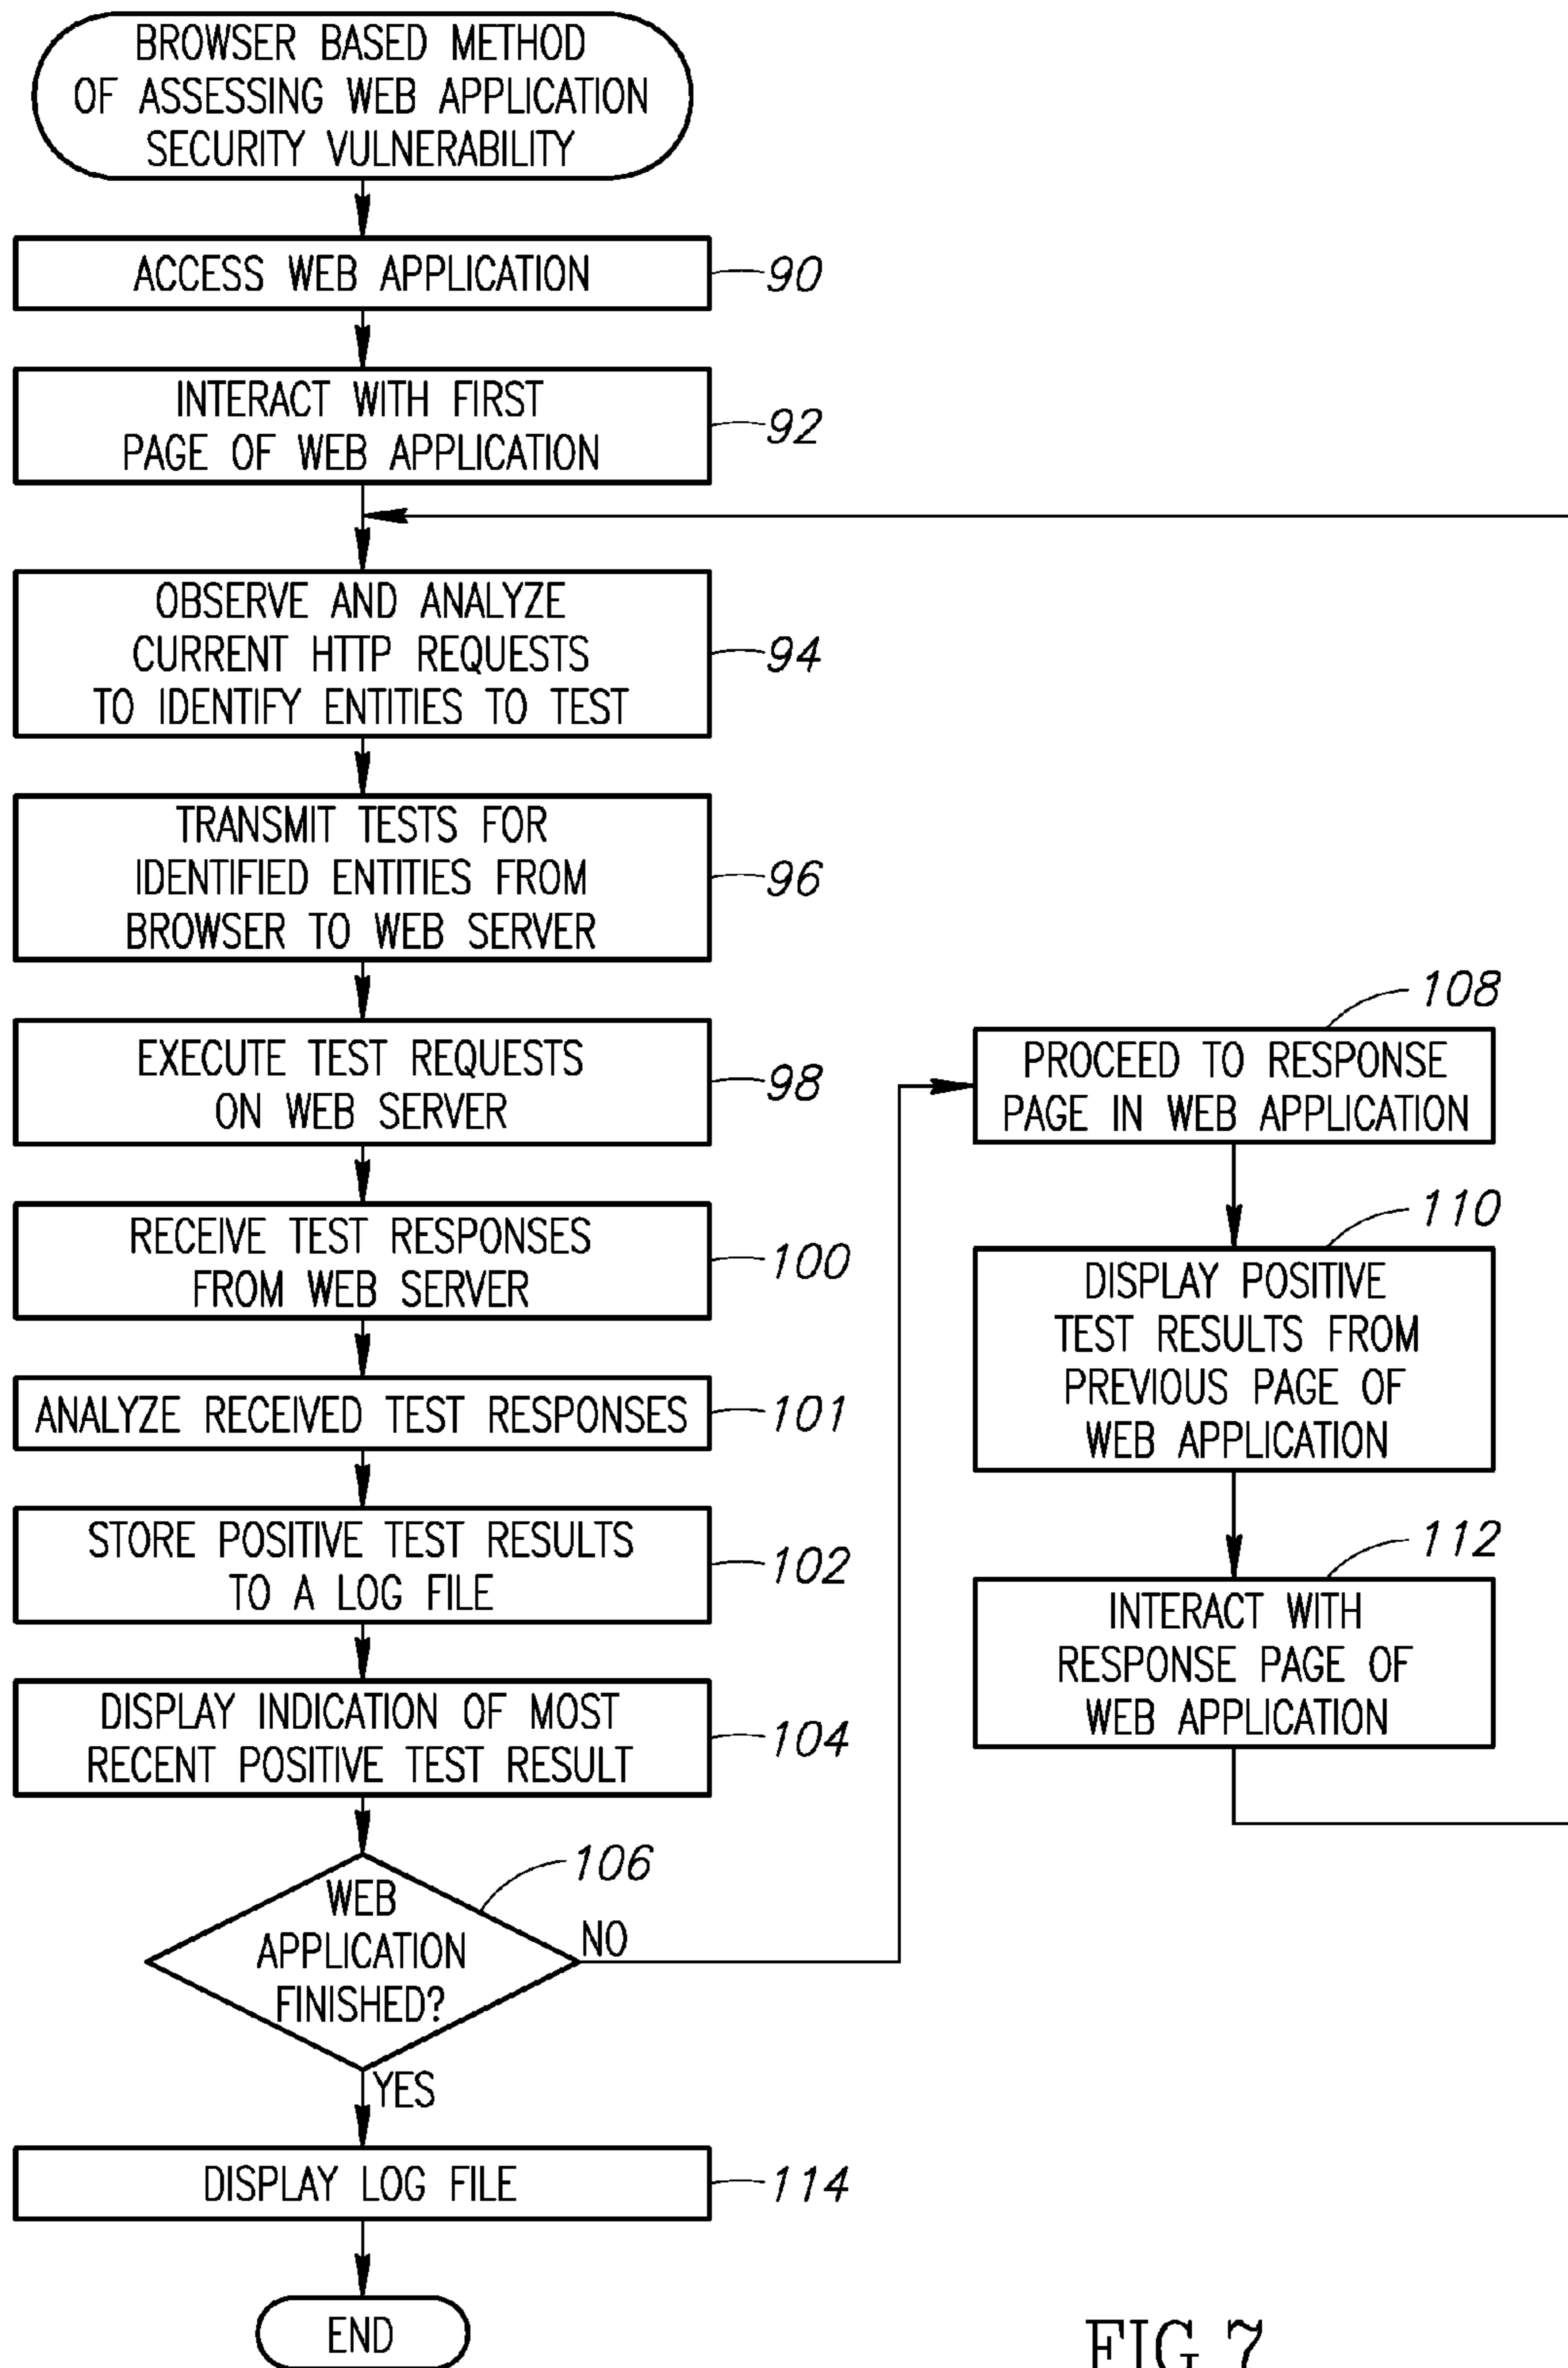 BROWSER BASED METHOD
OF ASSESSING WEB APPLICATION
SECURITY VULNERABILITY
ACCESS WEB APPLICATION
90
INTERACT WITH FIRST
PAGE OF WEB APPLICATION
92
OBSERVE AND ANALYZE
CURRENT HTTP REQUESTS
TO IDENTIFY ENTITIES TO TEST
94
TRANSMIT TESTS FOR
IDENTIFIED ENTITIES FROM
BROWSER TO WEB SERVER
96
EXECUTE TEST REQUESTS
ON WEB SERVER
98
RECEIVE TEST RESPONSES
FROM WEB SERVER
100
ANALYZE RECEIVED TEST RESPONSES
101
STORE POSITIVE TEST RESULTS
TO A LOG FILE
102
DISPLAY INDICATION OF MOST
RECENT POSITIVE TEST RESULT
104
106
WEB
APPLICATION
FINISHED?
NO
YES
108
PROCEED TO RESPONSE
PAGE IN WEB APPLICATION
110
DISPLAY POSITIVE
TEST RESULTS FROM
PREVIOUS PAGE OF
WEB APPLICATION
112
INTERACT WITH
RESPONSE PAGE OF
WEB APPLICATION
DISPLAY LOG FILE
114
END
FIG.7